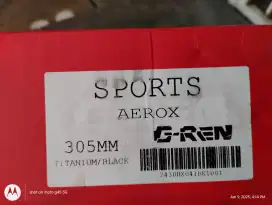 SPORTS
AEROX
305MM
G-REN
TITANIUM/BLACK
shot on moto g45 5G